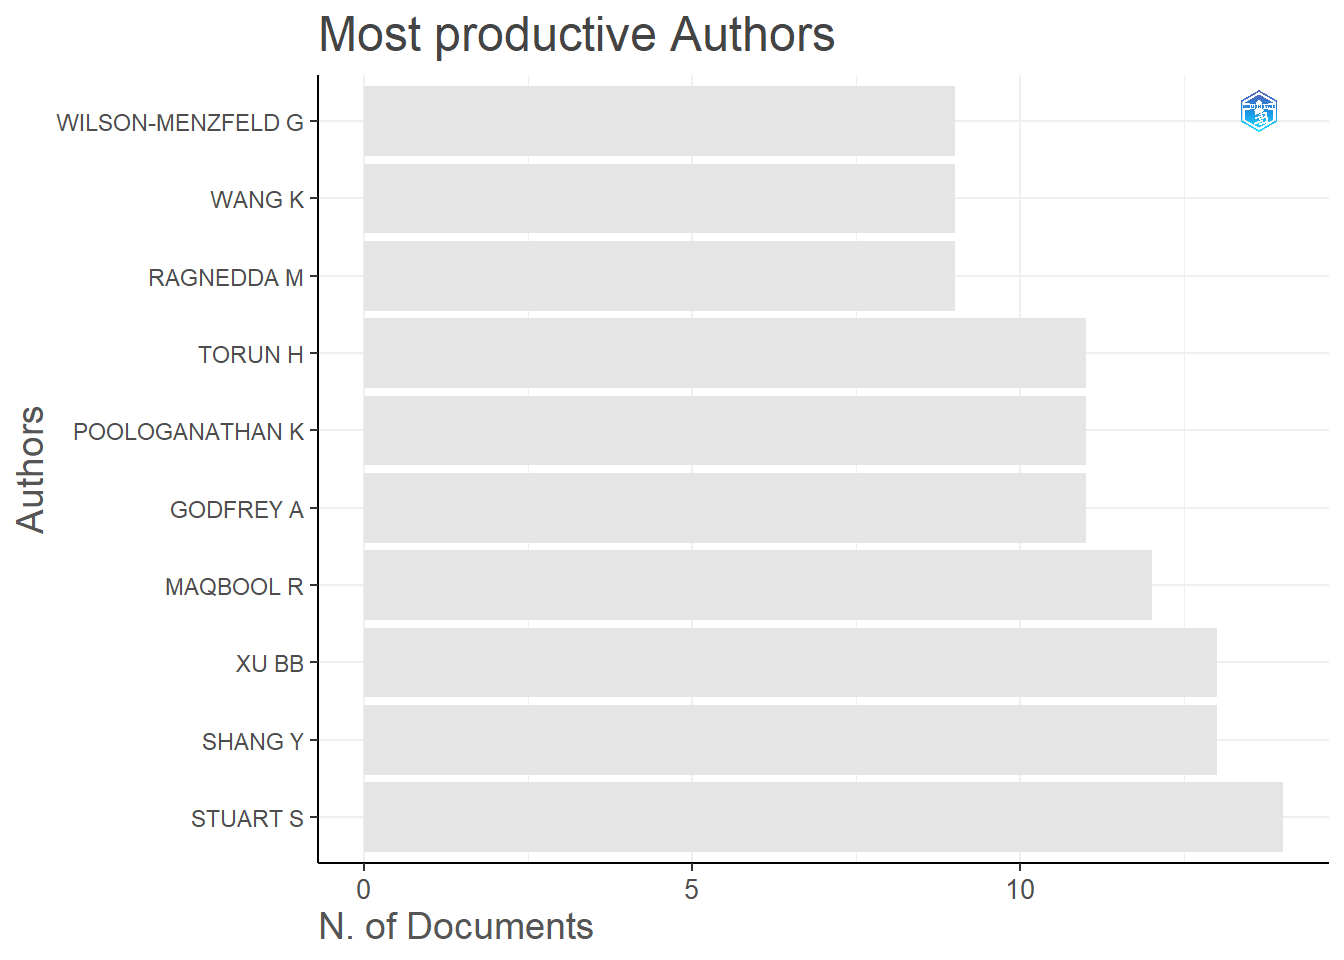 Most productive Authors
WILSON-MENZFELD G
WANG K
RAGNEDDA M
TORUN H
POOLOGANATHAN K
GODFREY A
MAQBOOL R
XU BB
SHANG Y
STUART S
Authors
0 5 10
N. of Documents